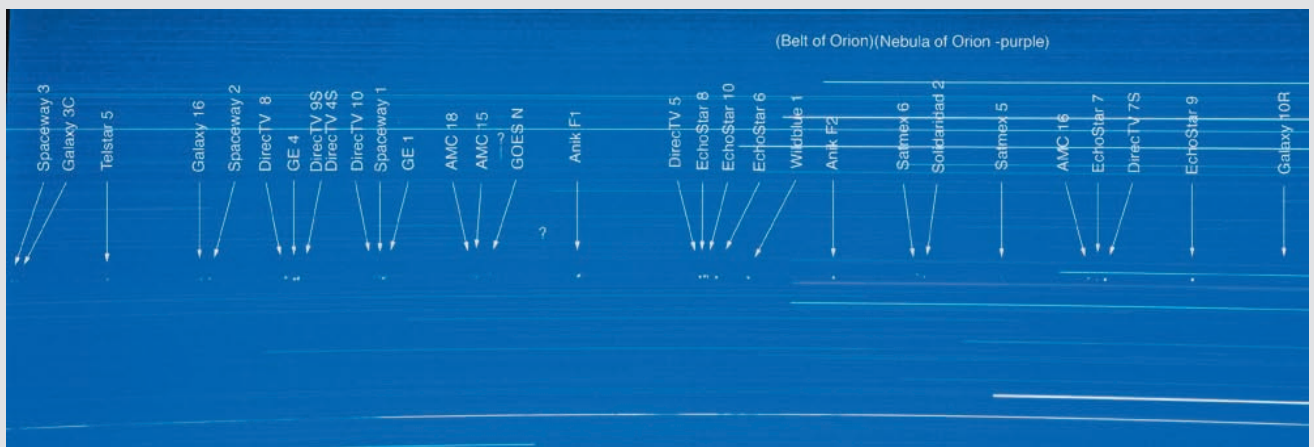 (Belt of Orion)(Nebula of Orion -purple)
Spaceway 3
Galaxy 3C
Telstar 5
Galaxy 16
Spaceway 2
DirecTV 8
GE 4
DirecTV 9S
DirecTV 4S
DirecTV 10
Spaceway 1
GE 1
AMC 18
AMC 15
?
GOES N
?
Anik F1
DirecTV 5
EchoStar 8
EchoStar 10
EchoStar 6
Wildblue 1
Anik F2
Satmex 6
Solidaridad 2
Satmex 5
AMC 16
EchoStar 7
DirecTV 7S
EchoStar 9
Galaxy 10R